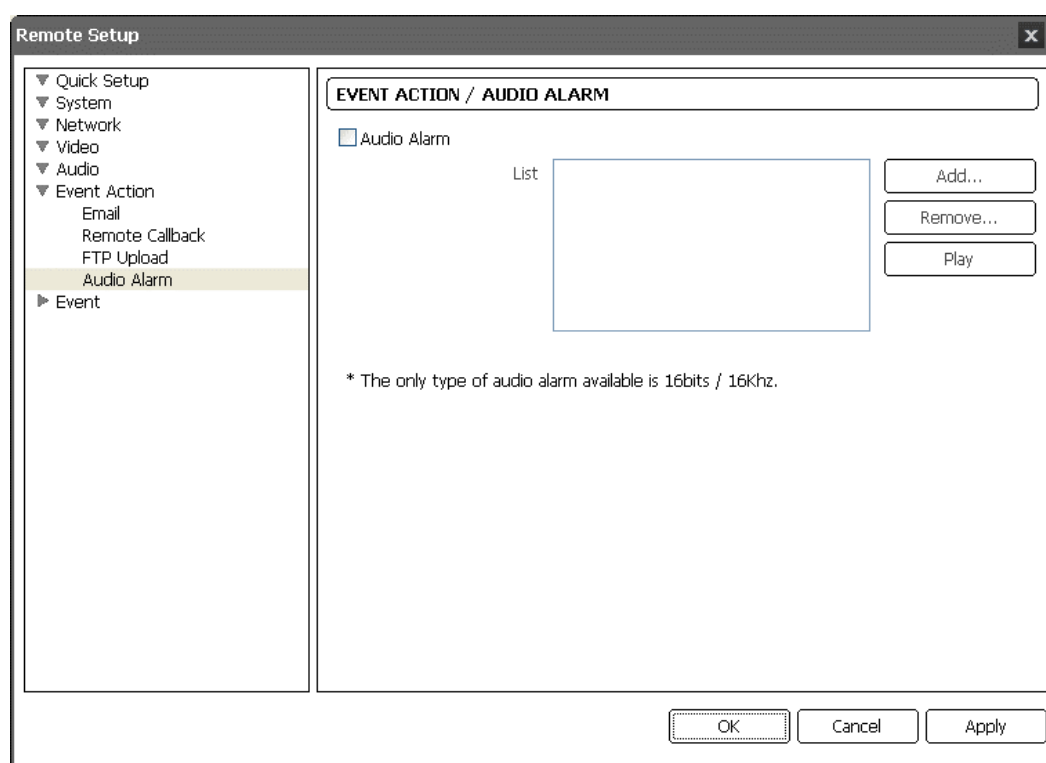 Remote Setup
x
Quick Setup
System
Network
Video
Audio
Event Action
Email
Remote Callback
FTP Upload
Audio Alarm
Event
EVENT ACTION / AUDIO ALARM
Audio Alarm
List
Add...
Remove...
Play
* The only type of audio alarm available is 16bits / 16Khz.
OK
Cancel
Apply